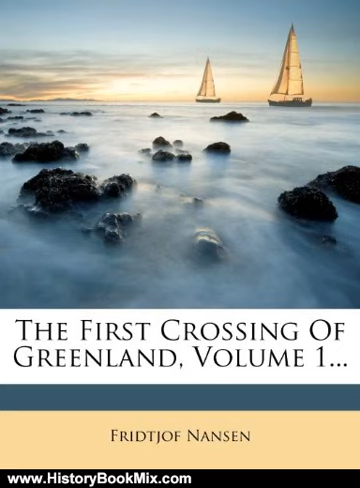 The First Crossing Of
Greenland, Volume 1...
Fridtjof Nansen
www.HistoryBookMix.com